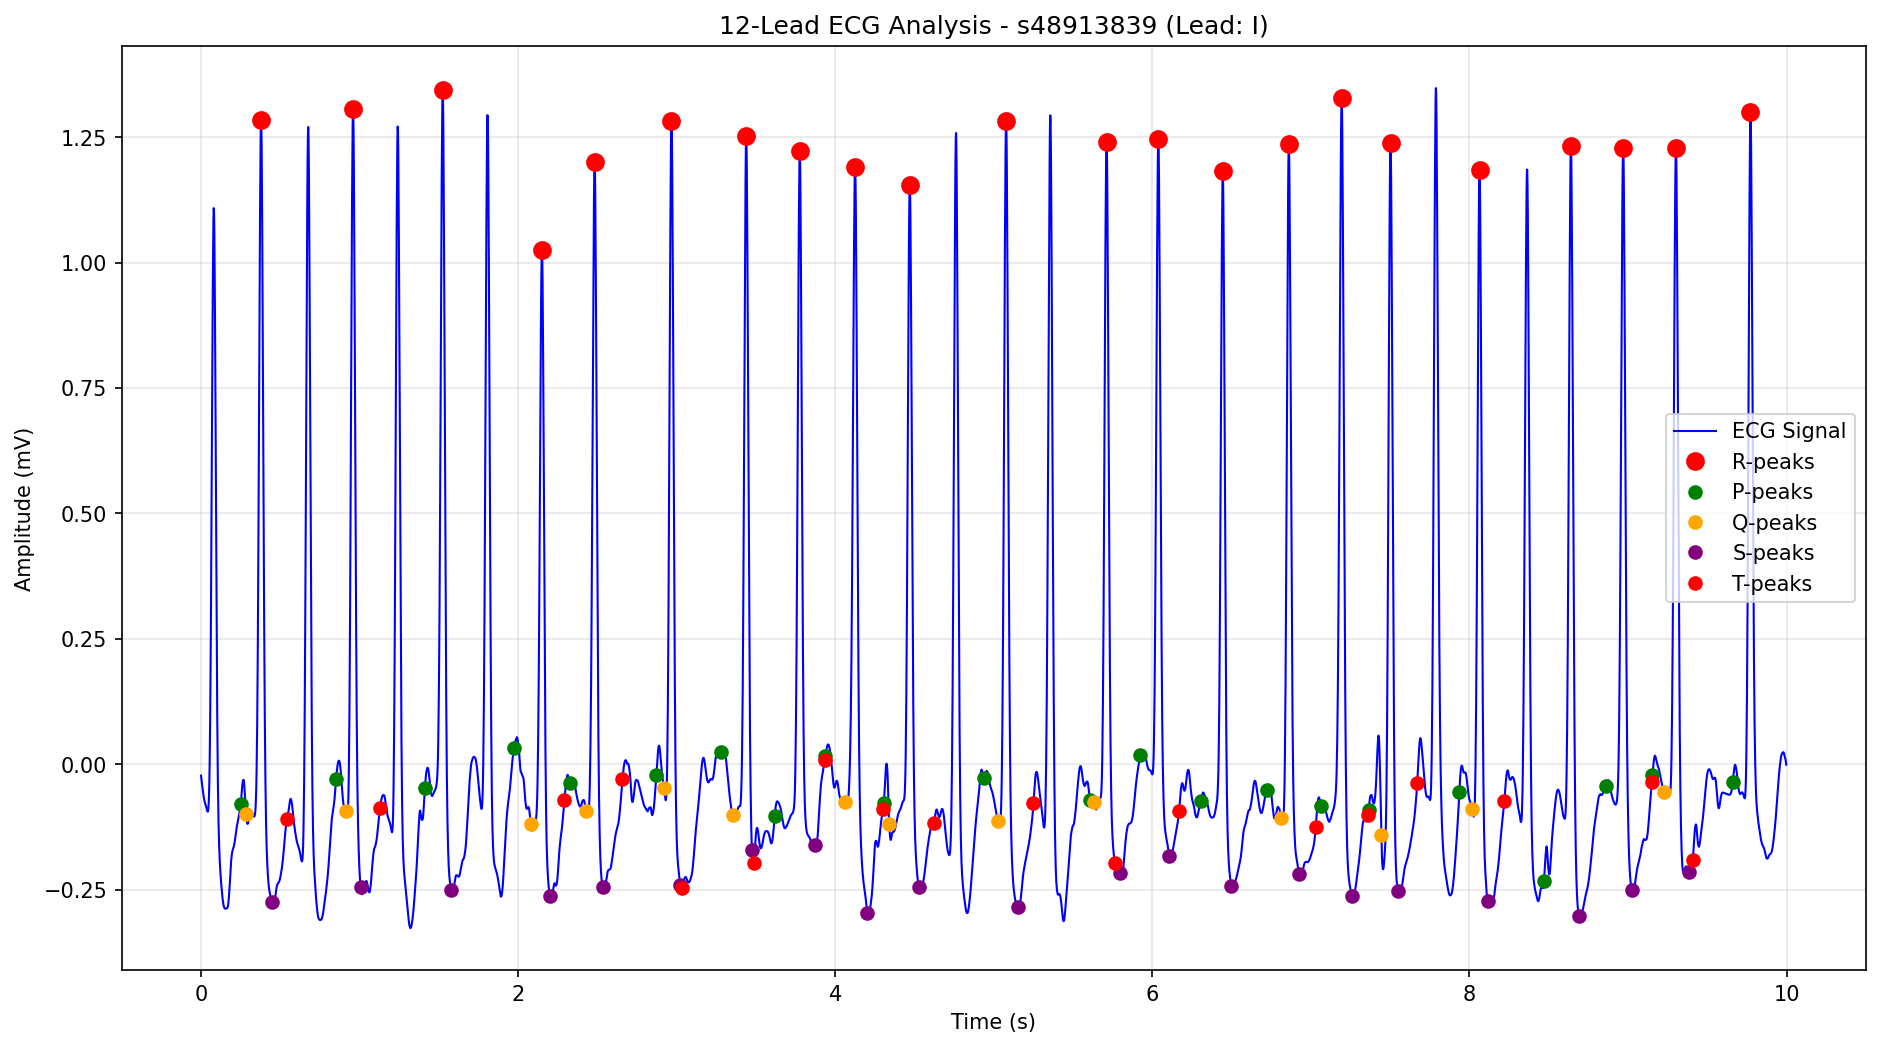 12-Lead ECG Analysis - s48913839 (Lead: I)
Amplitude (mV)
1.25
1.00
0.75
0.50
0.25
0.00
−0.25
ECG Signal
R-peaks
P-peaks
Q-peaks
S-peaks
T-peaks
0 2 4 6 8 10
Time (s)